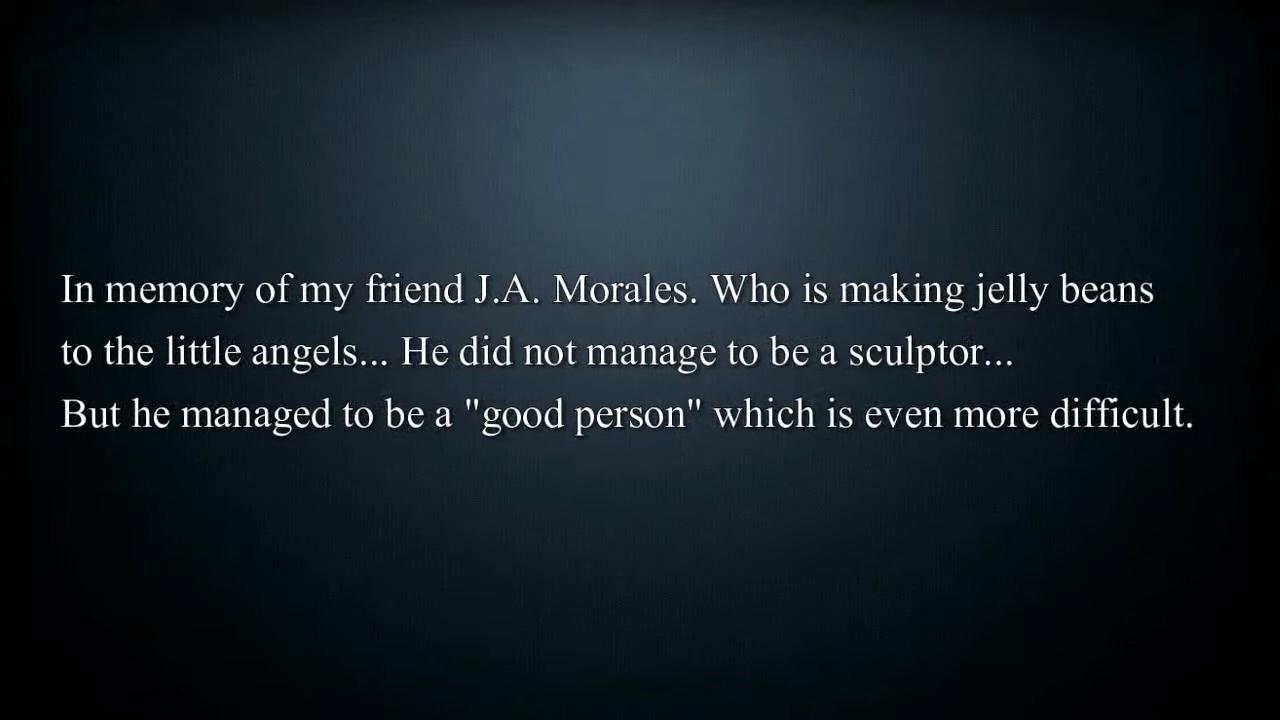 In memory of my friend J.A. Morales. Who is making jelly beans
to the little angels... He did not manage to be a sculptor...
But he managed to be a "good person" which is even more difficult.